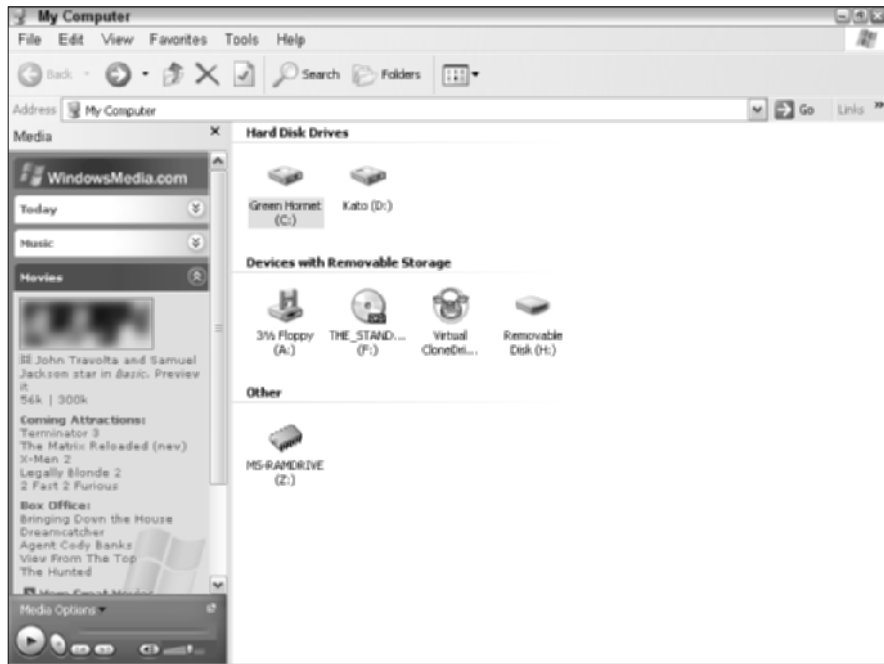 My Computer
File Edit View Favorites Tools Help
Back Search Folders
Address My Computer Go Links »
Media ×
WindowsMedia.com
Today
Music
Movies
John Travolta and Samuel
Jackson star in Basic. Preview
it
56k | 300k
Coming Attractions:
Terminator 3
The Matrix Reloaded (new)
X-Men 2
Legally Blonde 2
2 Fast 2 Furious
Box Office:
Bringing Down the House
Dreamcatcher
Agent Cody Banks
View From The Top
The Hunted
More Great Movies
Media Options
Hard Disk Drives
Green Hornet
(C:)
Kato (D:)
Devices with Removable Storage
3½ Floppy
(A:)
THE_STAND...
(F:)
Virtual
CloneDri...
Removable
Disk (H:)
Other
MS-RAMDRIVE
(Z:)